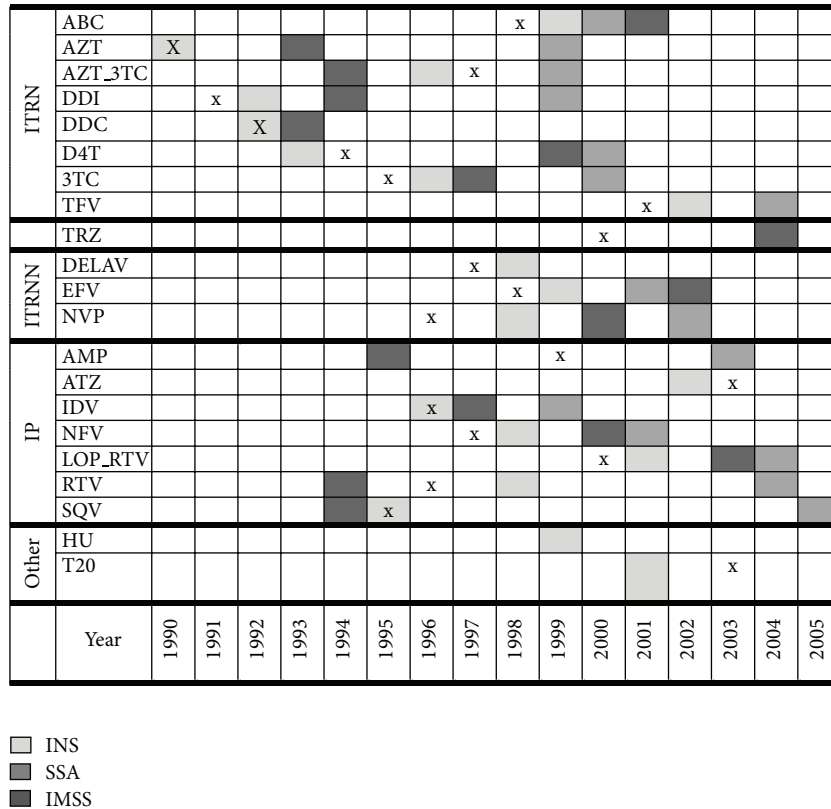 ITRN
ABC x
AZT X
AZT_3TC x
DDI x
DDC X
D4T x
3TC x
TFV x
TRZ x
ITRNN
DELAV x
EFV x
NVP x
IP
AMP x
ATZ x
IDV x
NFV x
LOP_RTV x
RTV x
SQV x
Other
HU
T20 x
Year 1990 1991 1992 1993 1994 1995 1996 1997 1998 1999 2000 2001 2002 2003 2004 2005
INS
SSA
IMSS